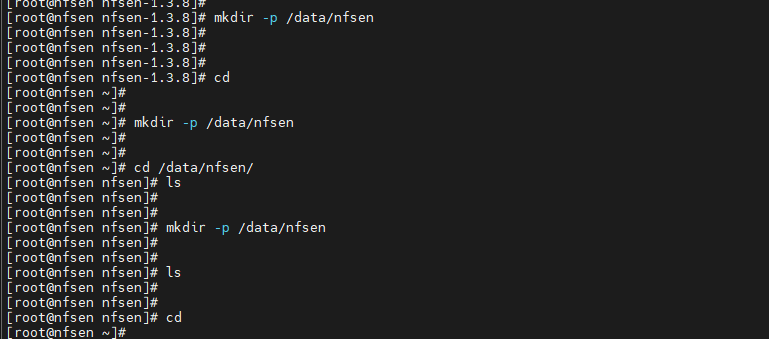 [root@nfsen nfsen-1.3.8]#
[root@nfsen nfsen-1.3.8]# mkdir -p /data/nfsen
[root@nfsen nfsen-1.3.8]#
[root@nfsen nfsen-1.3.8]#
[root@nfsen nfsen-1.3.8]#
[root@nfsen nfsen-1.3.8]# cd
[root@nfsen ~]#
[root@nfsen ~]#
[root@nfsen ~]# mkdir -p /data/nfsen
[root@nfsen ~]#
[root@nfsen ~]#
[root@nfsen ~]# cd /data/nfsen/
[root@nfsen nfsen]# ls
[root@nfsen nfsen]#
[root@nfsen nfsen]#
[root@nfsen nfsen]# mkdir -p /data/nfsen
[root@nfsen nfsen]#
[root@nfsen nfsen]#
[root@nfsen nfsen]# ls
[root@nfsen nfsen]#
[root@nfsen nfsen]#
[root@nfsen nfsen]# cd
[root@nfsen ~]#